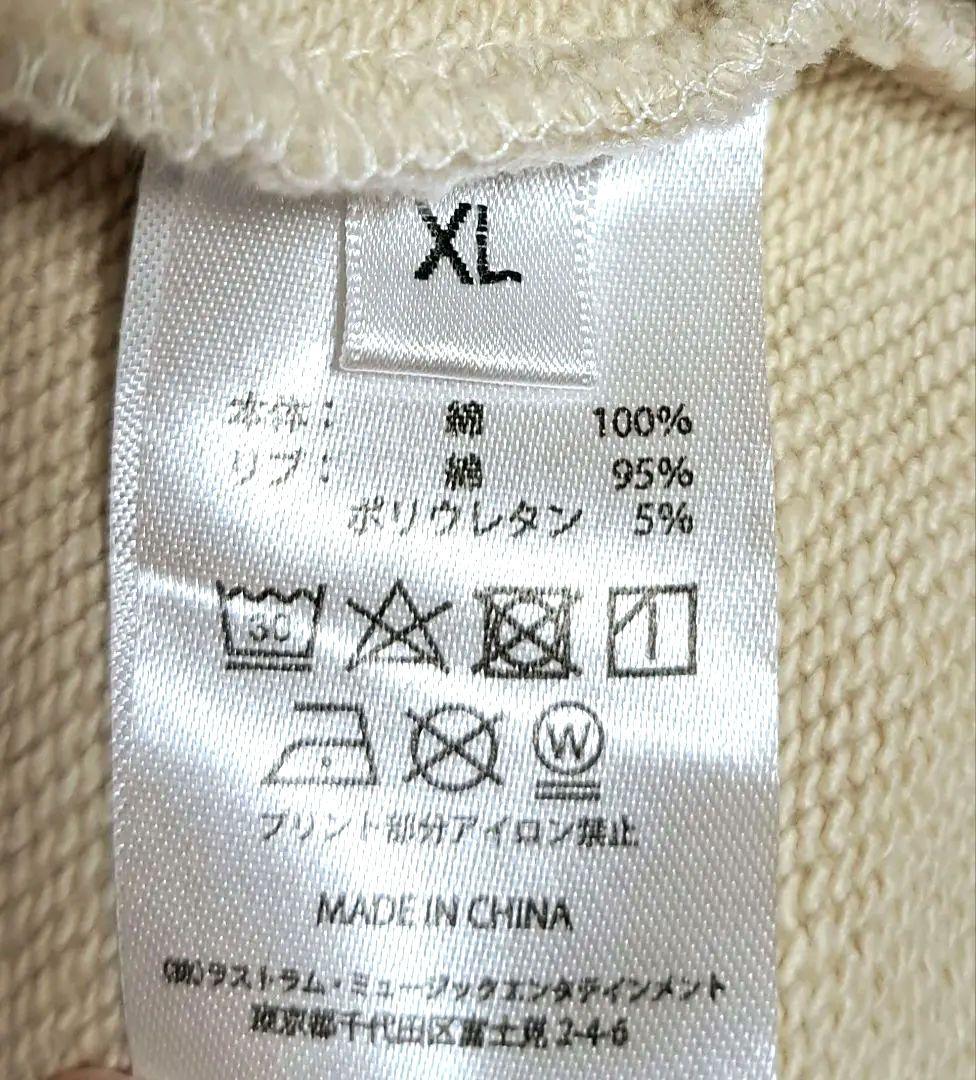 XL
本体： 綿 100%
リブ： 綿 95%
ポリウレタン 5%
30
W
プリント部分アイロン禁止
MADE IN CHINA
(株)ラストラム・ミュージックエンタテインメント
東京都千代田区富士見 2-4-6